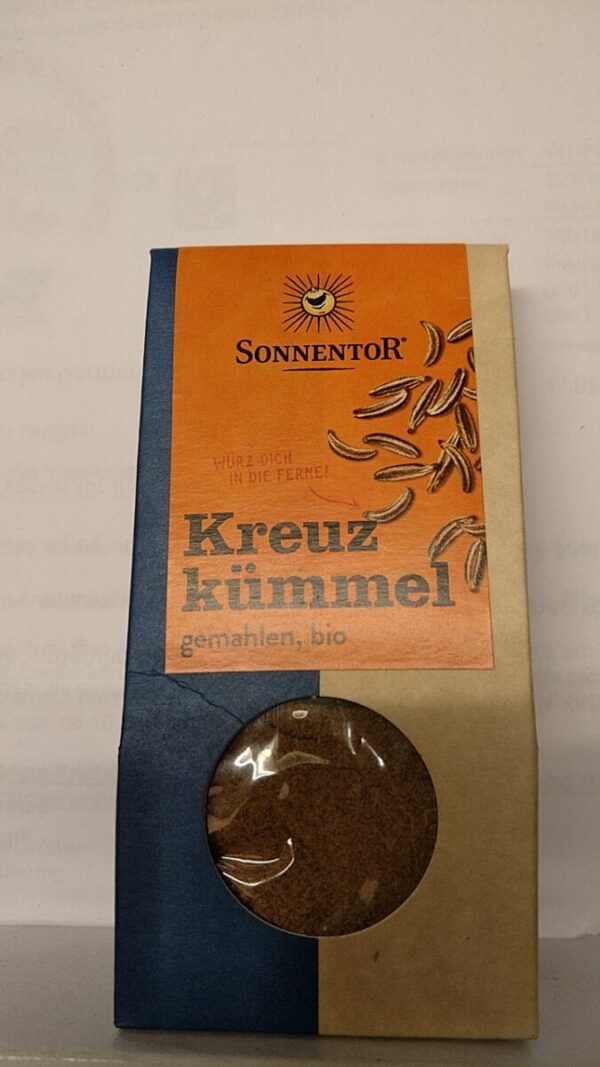 SONNENTOR®
WÜRZ DICH
IN DIE FERNE!
Kreuz
kümmel
gemahlen, bio